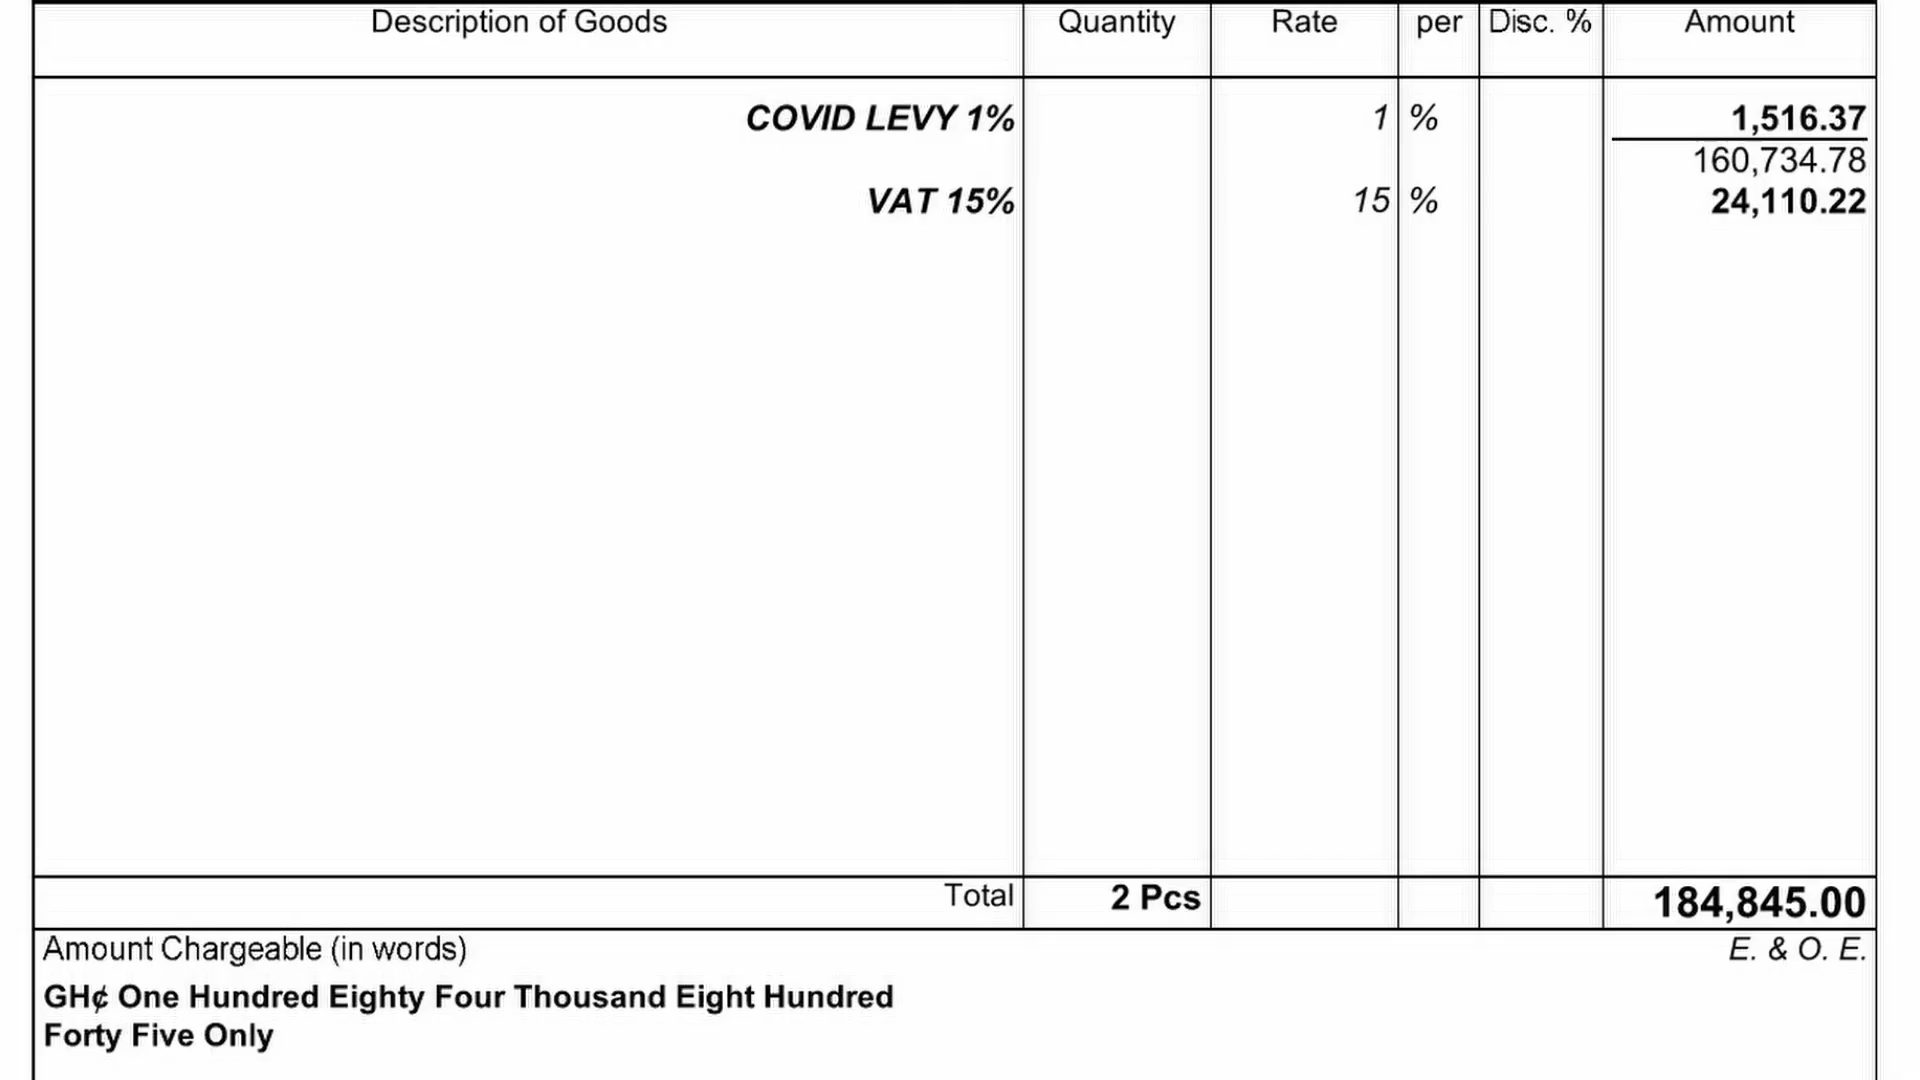 Description of Goods Quantity Rate per Disc. % Amount
COVID LEVY 1% 1 % 1,516.37
160,734.78
VAT 15% 15 % 24,110.22
Total 2 Pcs 184,845.00
Amount Chargeable (in words) E. & O. E.
GH¢ One Hundred Eighty Four Thousand Eight Hundred
Forty Five Only